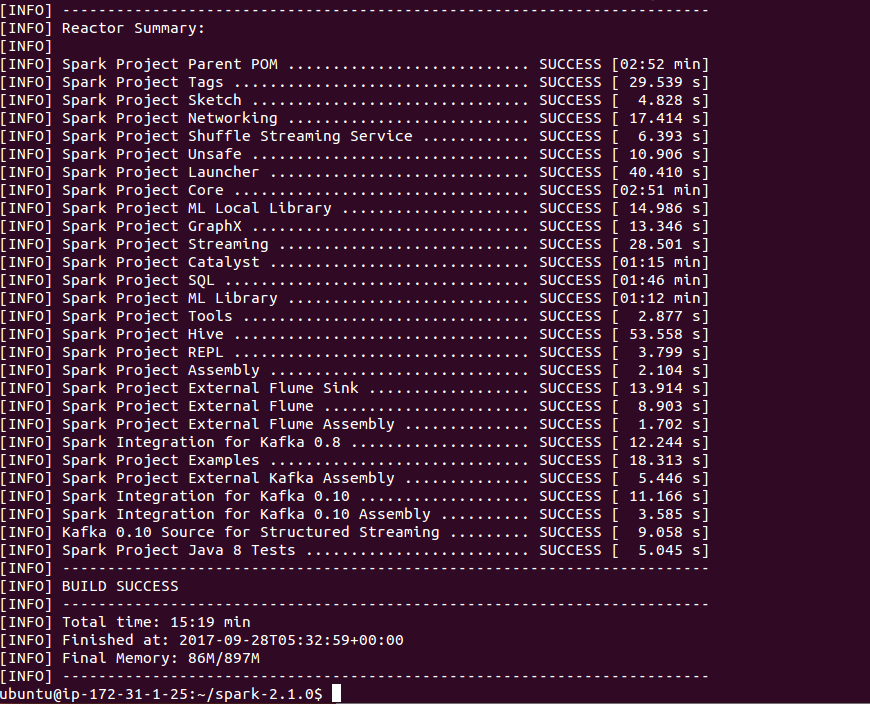 [INFO] ------------------------------------------------------------------------
[INFO] Reactor Summary:
[INFO]
[INFO] Spark Project Parent POM ........................... SUCCESS [02:52 min]
[INFO] Spark Project Tags ................................. SUCCESS [ 29.539 s]
[INFO] Spark Project Sketch ............................... SUCCESS [  4.828 s]
[INFO] Spark Project Networking ........................... SUCCESS [ 17.414 s]
[INFO] Spark Project Shuffle Streaming Service ............ SUCCESS [  6.393 s]
[INFO] Spark Project Unsafe ............................... SUCCESS [ 10.906 s]
[INFO] Spark Project Launcher ............................. SUCCESS [ 40.410 s]
[INFO] Spark Project Core ................................. SUCCESS [02:51 min]
[INFO] Spark Project ML Local Library ..................... SUCCESS [ 14.986 s]
[INFO] Spark Project GraphX ............................... SUCCESS [ 13.346 s]
[INFO] Spark Project Streaming ............................ SUCCESS [ 28.501 s]
[INFO] Spark Project Catalyst ............................. SUCCESS [01:15 min]
[INFO] Spark Project SQL .................................. SUCCESS [01:46 min]
[INFO] Spark Project ML Library ........................... SUCCESS [01:12 min]
[INFO] Spark Project Tools ................................ SUCCESS [  2.877 s]
[INFO] Spark Project Hive ................................. SUCCESS [ 53.558 s]
[INFO] Spark Project REPL ................................. SUCCESS [  3.799 s]
[INFO] Spark Project Assembly ............................. SUCCESS [  2.104 s]
[INFO] Spark Project External Flume Sink .................. SUCCESS [ 13.914 s]
[INFO] Spark Project External Flume ....................... SUCCESS [  8.903 s]
[INFO] Spark Project External Flume Assembly .............. SUCCESS [  1.702 s]
[INFO] Spark Integration for Kafka 0.8 .................... SUCCESS [ 12.244 s]
[INFO] Spark Project Examples ............................. SUCCESS [ 18.313 s]
[INFO] Spark Project External Kafka Assembly .............. SUCCESS [  5.446 s]
[INFO] Spark Integration for Kafka 0.10 ................... SUCCESS [ 11.166 s]
[INFO] Spark Integration for Kafka 0.10 Assembly .......... SUCCESS [  3.585 s]
[INFO] Kafka 0.10 Source for Structured Streaming ......... SUCCESS [  9.058 s]
[INFO] Spark Project Java 8 Tests ......................... SUCCESS [  5.045 s]
[INFO] ------------------------------------------------------------------------
[INFO] BUILD SUCCESS
[INFO] ------------------------------------------------------------------------
[INFO] Total time: 15:19 min
[INFO] Finished at: 2017-09-28T05:32:59+00:00
[INFO] Final Memory: 86M/897M
[INFO] ------------------------------------------------------------------------
ubuntu@ip-172-31-1-25:~/spark-2.1.0$